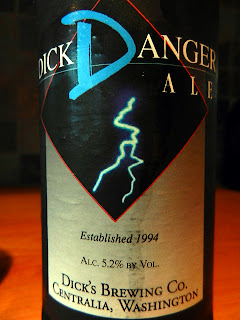 DICK DANGER
ALE
Established 1994
ALC. 5.2% BY VOL.
DICK'S BREWING CO.
CENTRALIA, WASHINGTON